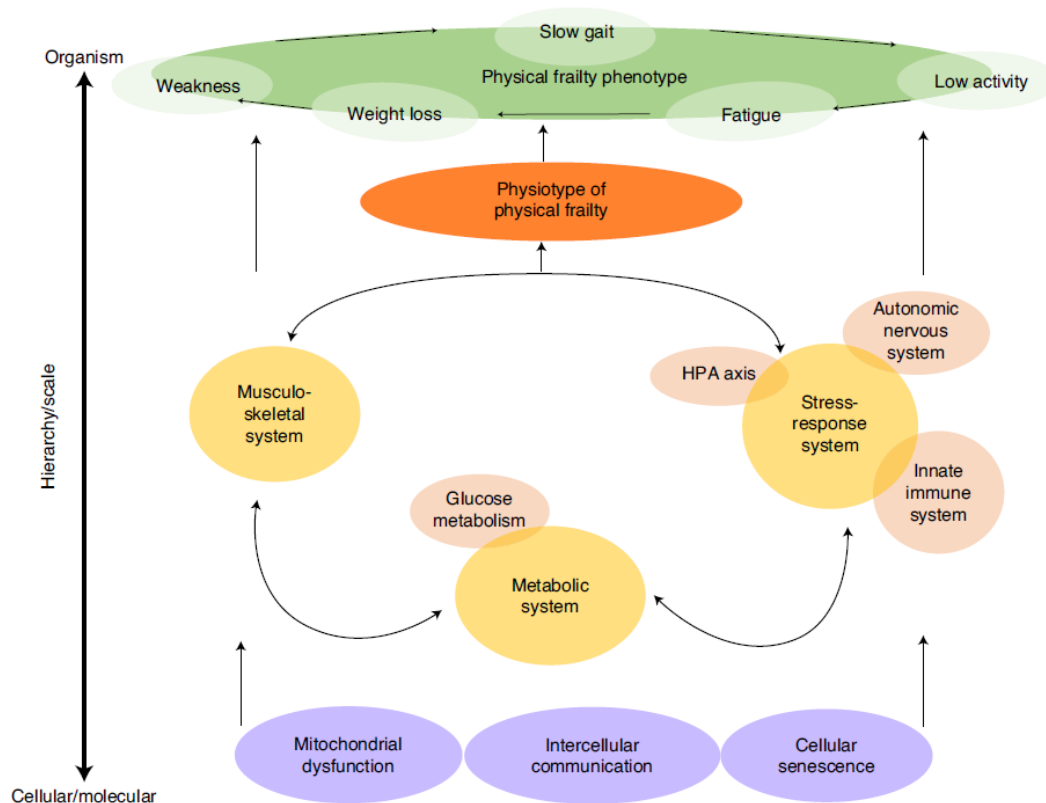 Organism
Slow gait
Physical frailty phenotype
Weakness
Low activity
Weight loss
Fatigue
Physiotype of
physical frailty
Autonomic
nervous
system
HPA axis
Musculo-
skeletal
system
Stress-
response
system
Hierarchy/scale
Innate
immune
system
Glucose
metabolism
Metabolic
system
Mitochondrial
dysfunction
Intercellular
communication
Cellular
senescence
Cellular/molecular